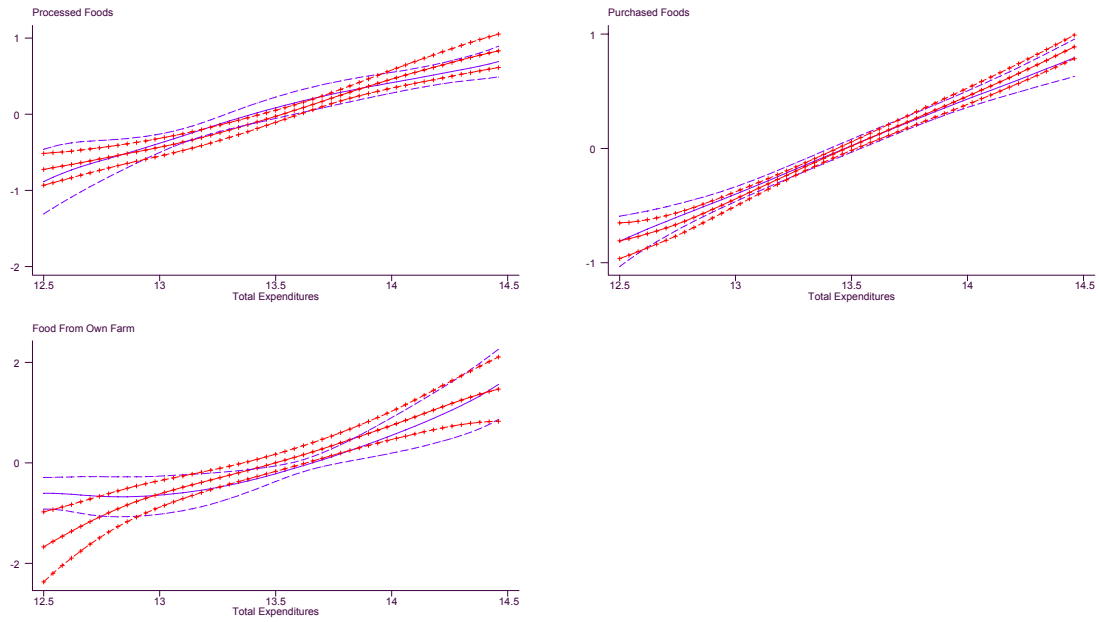 Processed Foods
1
0
-1
-2
12.5 13 13.5 14 14.5
Total Expenditures
Purchased Foods
1
0
-1
12.5 13 13.5 14 14.5
Total Expenditures
Food From Own Farm
2
0
-2
12.5 13 13.5 14 14.5
Total Expenditures